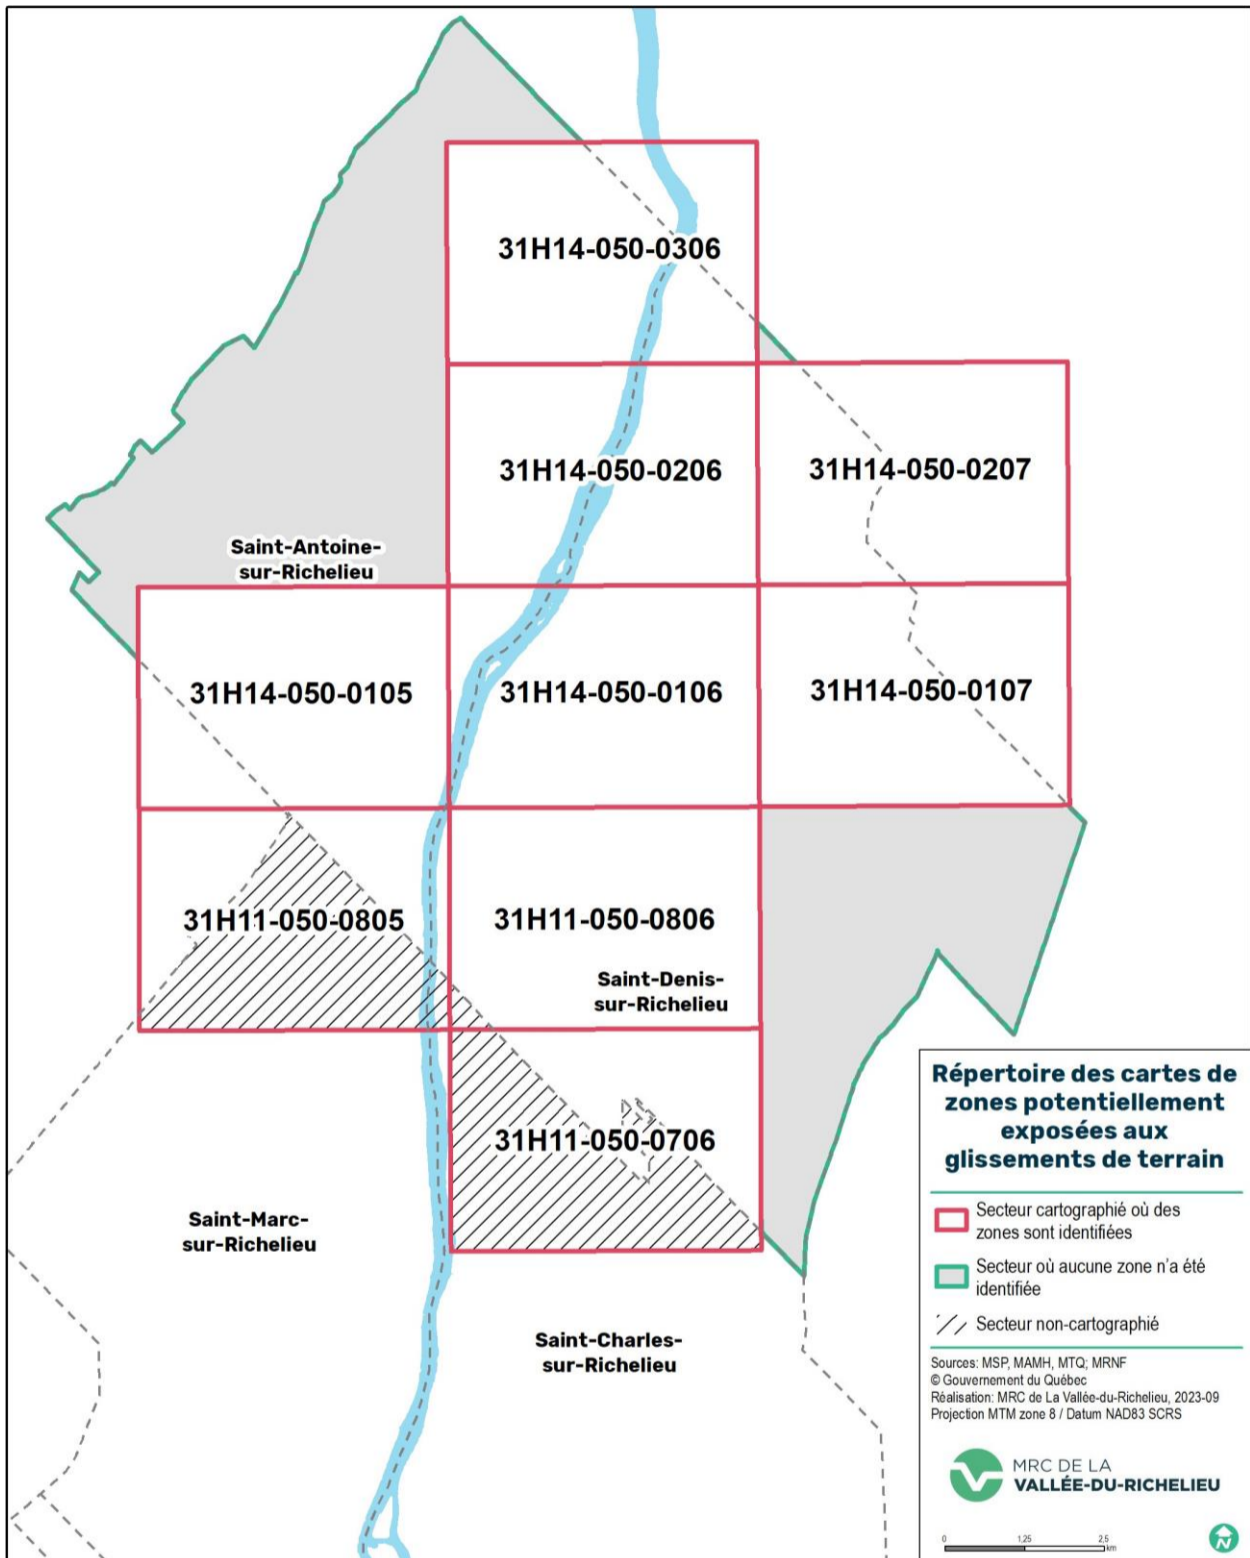 31H14-050-0306
31H14-050-0206
31H14-050-0207
Saint-Antoine-
sur-Richelieu
31H14-050-0105
31H14-050-0106
31H14-050-0107
31H11-050-0805
31H11-050-0806
Saint-Denis-
sur-Richelieu
31H11-050-0706
Saint-Marc-
sur-Richelieu
Saint-Charles-
sur-Richelieu
Répertoire des cartes de
zones potentiellement
exposées aux
glissements de terrain
Secteur cartographié où des
zones sont identifiées
Secteur où aucune zone n'a été
identifiée
Secteur non-cartographié
Sources: MSP, MAMH, MTQ; MRNF
© Gouvernement du Québec
Réalisation: MRC de La Vallée-du-Richelieu, 2023-09
Projection MTM zone 8 / Datum NAD83 SCRS
MRC DE LA
VALLÉE-DU-RICHELIEU
0 1,25 2,5
km
N